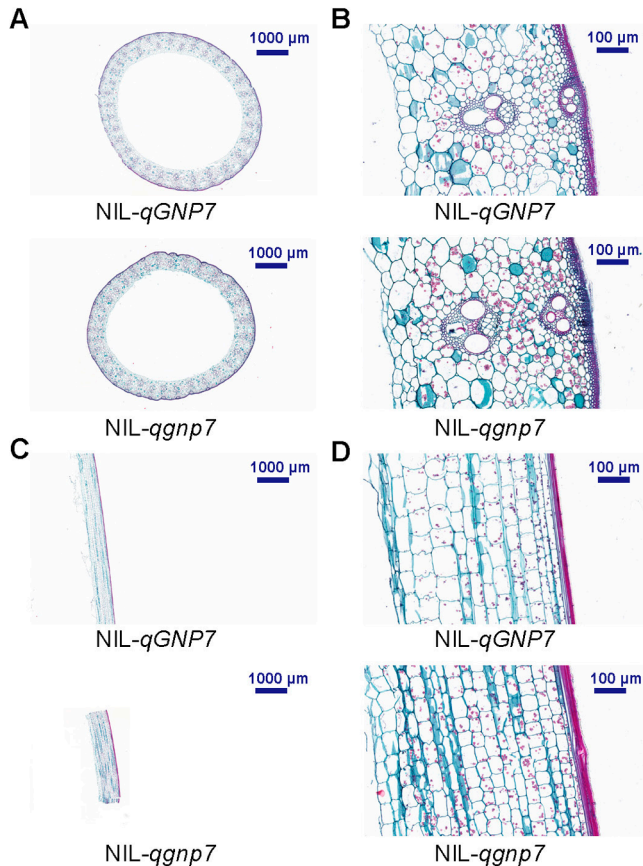 A
1000 µm
NIL-qGNP7
1000 µm
NIL-qgnp7
B
100 µm
NIL-qGNP7
100 µm.
NIL-qgnp7
C
1000 µm
NIL-qGNP7
1000 µm
NIL-qgnp7
D
100 µm
NIL-qGNP7
100 µm
NIL-qgnp7